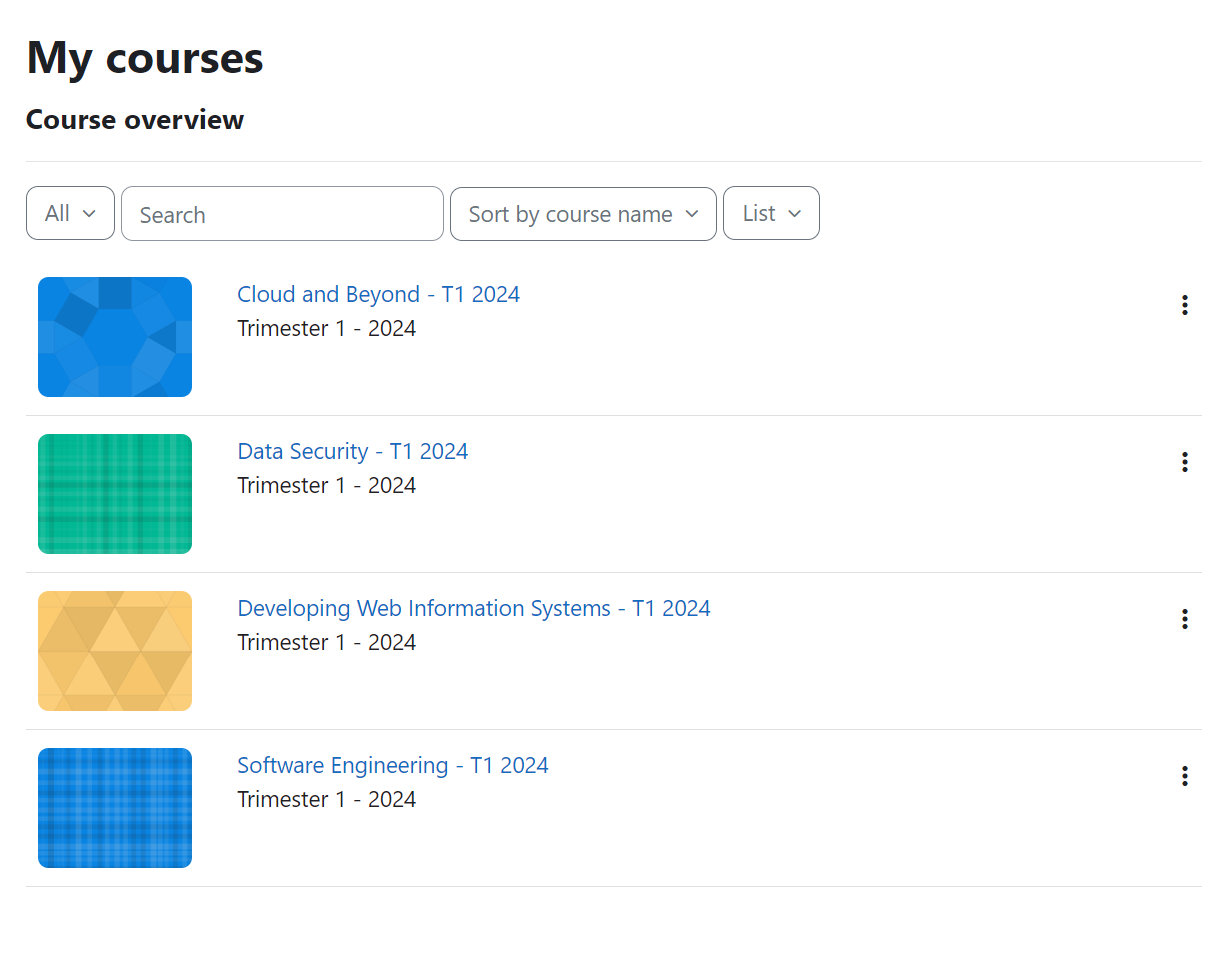 My courses
Course overview
All
Search
Sort by course name
List
Cloud and Beyond - T1 2024
Trimester 1 - 2024
Data Security - T1 2024
Trimester 1 - 2024
Developing Web Information Systems - T1 2024
Trimester 1 - 2024
Software Engineering - T1 2024
Trimester 1 - 2024